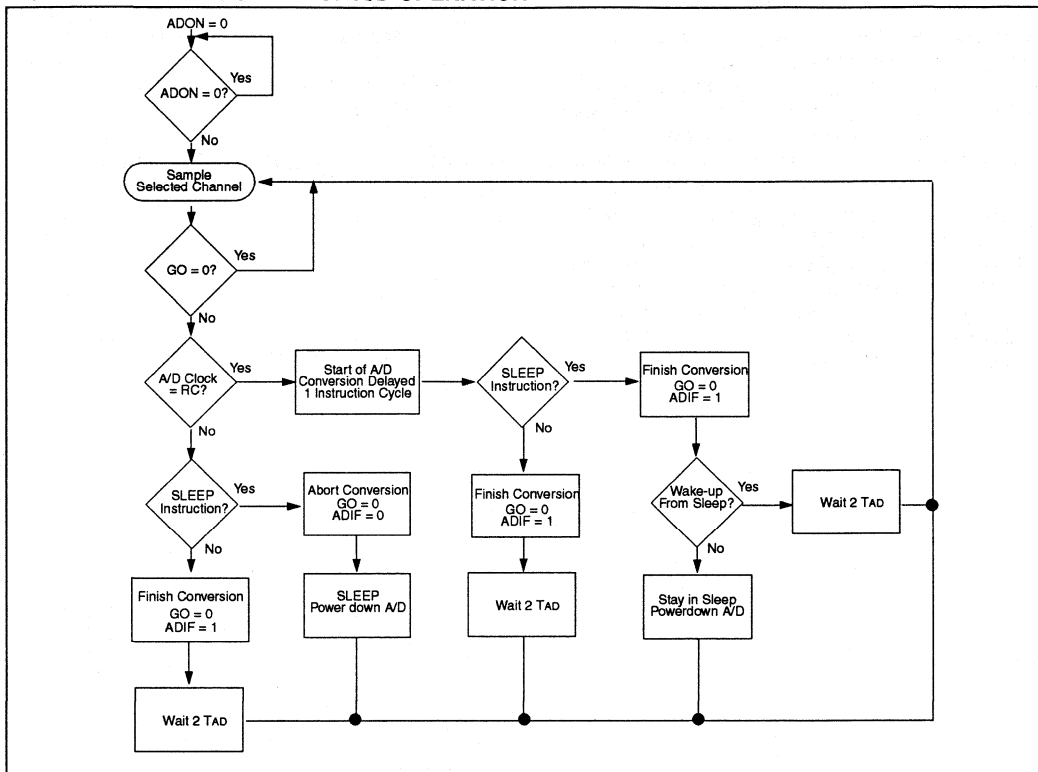 OPERATION
ADON = 0
ADON = 0?
Yes
No
Sample
Selected Channel
GO = 0?
Yes
No
A/D Clock
= RC?
Yes
No
Start of A/D
Conversion Delayed
1 Instruction Cycle
SLEEP
Instruction?
Yes
No
Finish Conversion
GO = 0
ADIF = 1
SLEEP
Instruction?
Yes
No
Abort Conversion
GO = 0
ADIF = 0
Finish Conversion
GO = 0
ADIF = 1
Wake-up
From Sleep?
Yes
No
Wait 2 TAD
Finish Conversion
GO = 0
ADIF = 1
SLEEP
Power down A/D
Wait 2 TAD
Stay in Sleep
Powerdown A/D
Wait 2 TAD